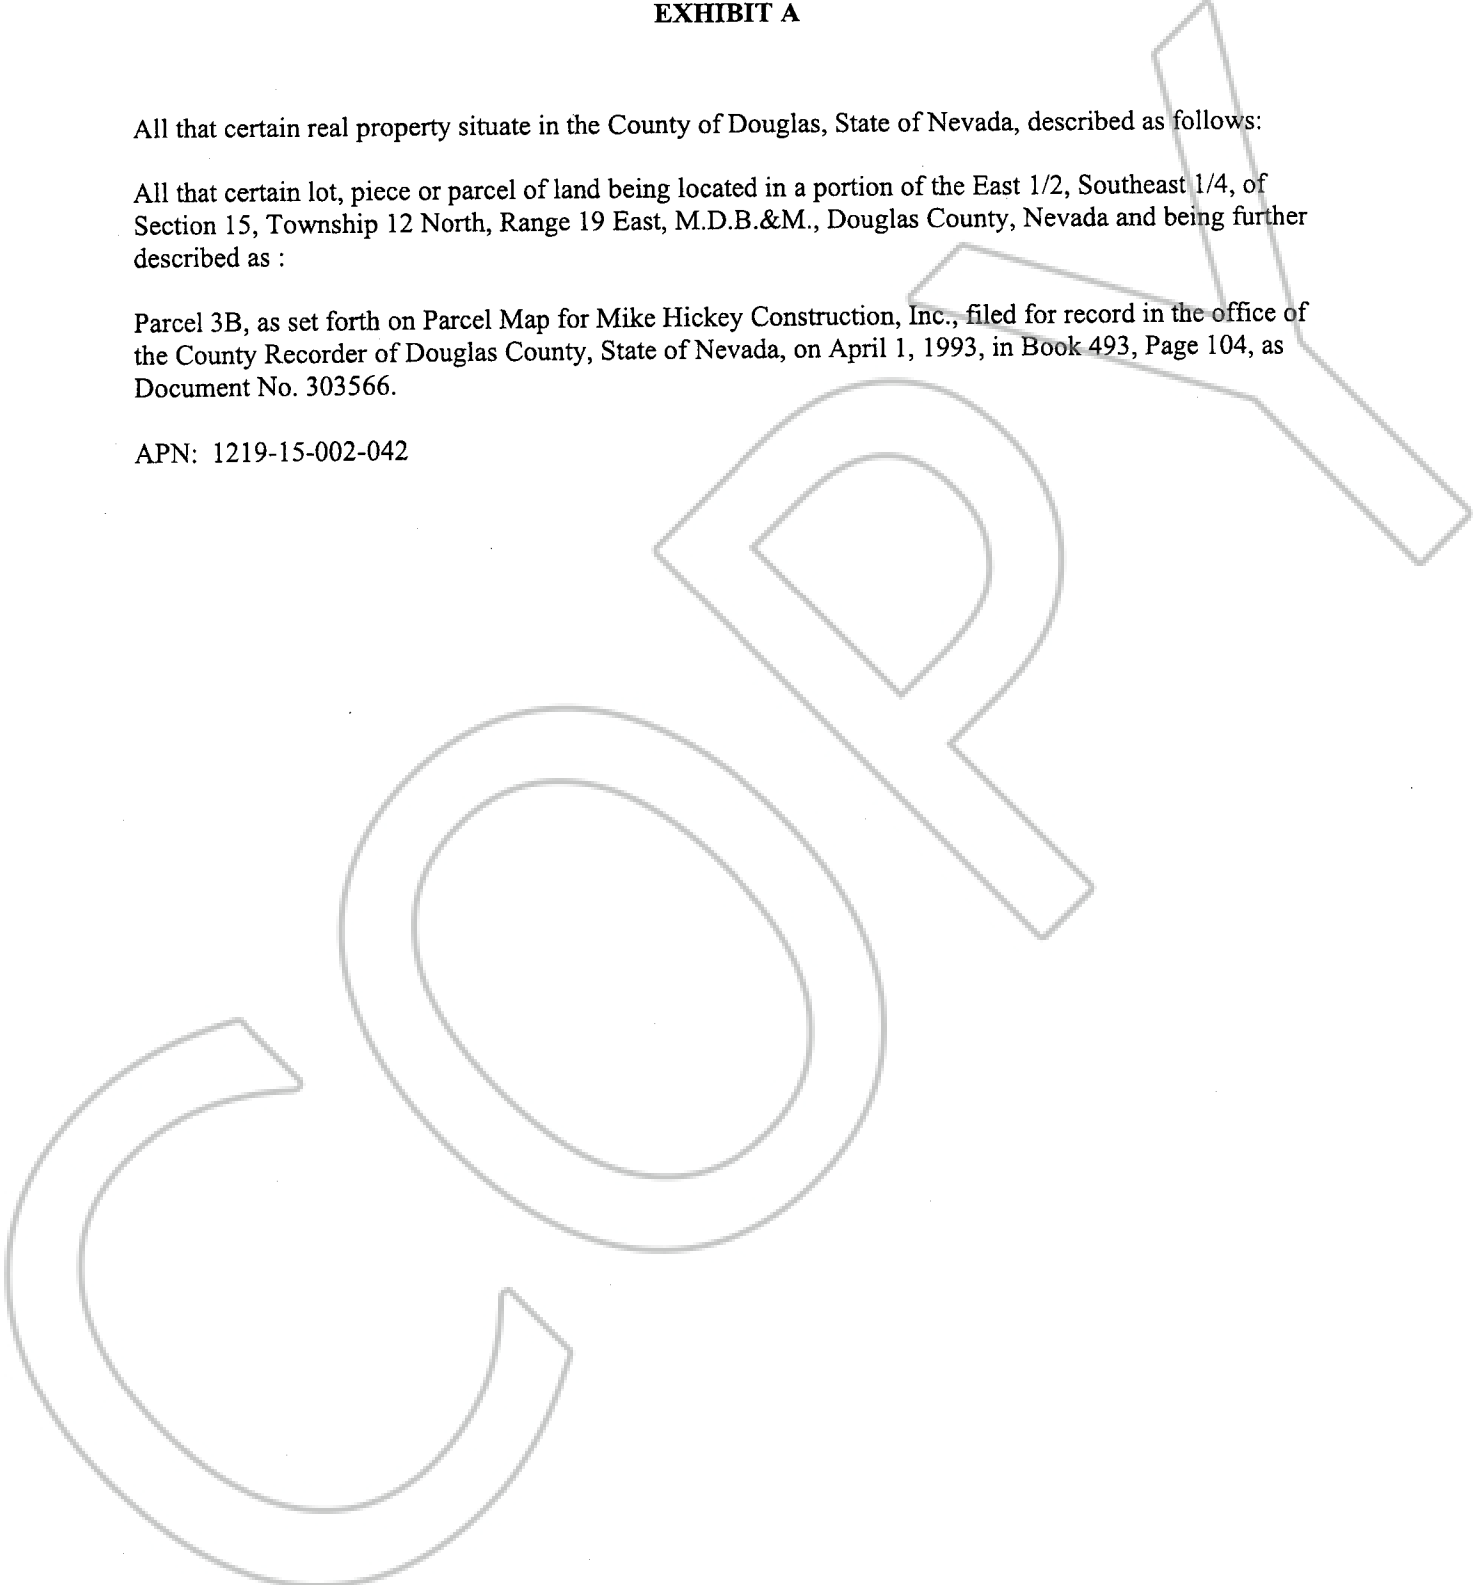 EXHIBIT A
All that certain real property situate in the County of Douglas, State of Nevada, described as follows:
All that certain lot, piece or parcel of land being located in a portion of the East 1/2, Southeast 1/4, of
Section 15, Township 12 North, Range 19 East, M.D.B.&M., Douglas County, Nevada and being further
described as :
Parcel 3B, as set forth on Parcel Map for Mike Hickey Construction, Inc., filed for record in the office of
the County Recorder of Douglas County, State of Nevada, on April 1, 1993, in Book 493, Page 104, as
Document No. 303566.
APN: 1219-15-002-042
COPY